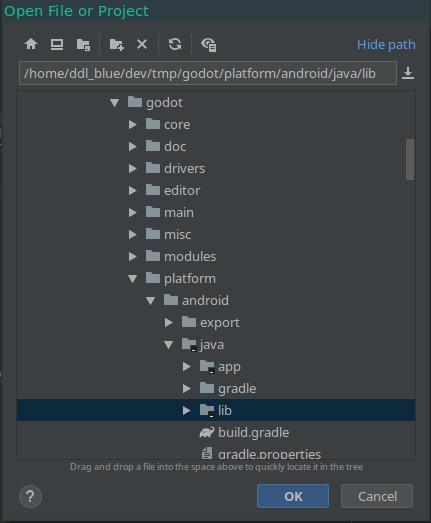 Open File or Project
Hide path
/home/ddl_blue/dev/tmp/godot/platform/android/java/lib
godot
core
doc
drivers
editor
main
misc
modules
platform
android
export
java
app
gradle
lib
build.gradle
gradle.properties
Drag and drop a file into the space above to quickly locate it in the tree
?
OK
Cancel